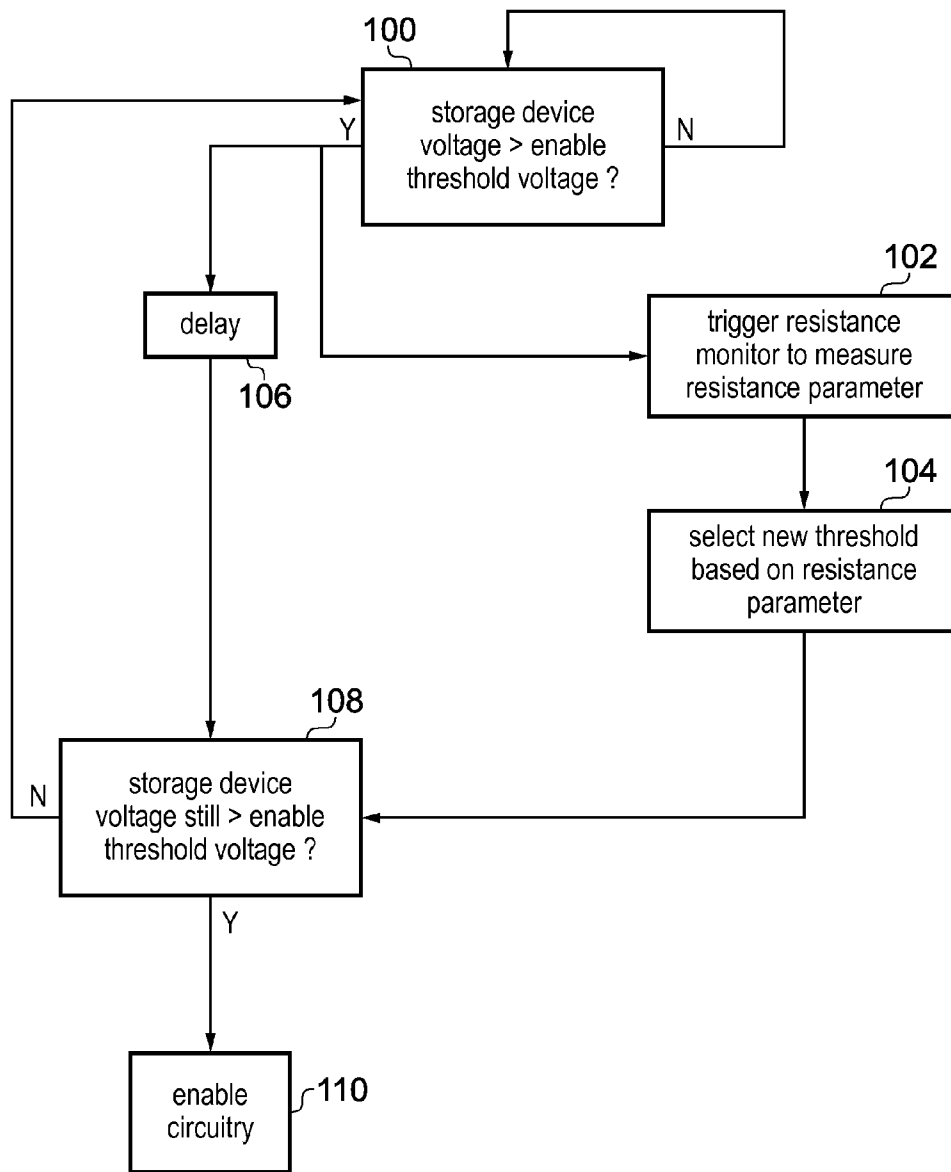 100
storage device
voltage > enable
threshold voltage ?
Y
N
102
trigger resistance
monitor to measure
resistance parameter
delay
106
104
select new threshold
based on resistance
parameter
108
storage device
voltage still > enable
threshold voltage ?
N
Y
enable
circuitry
110